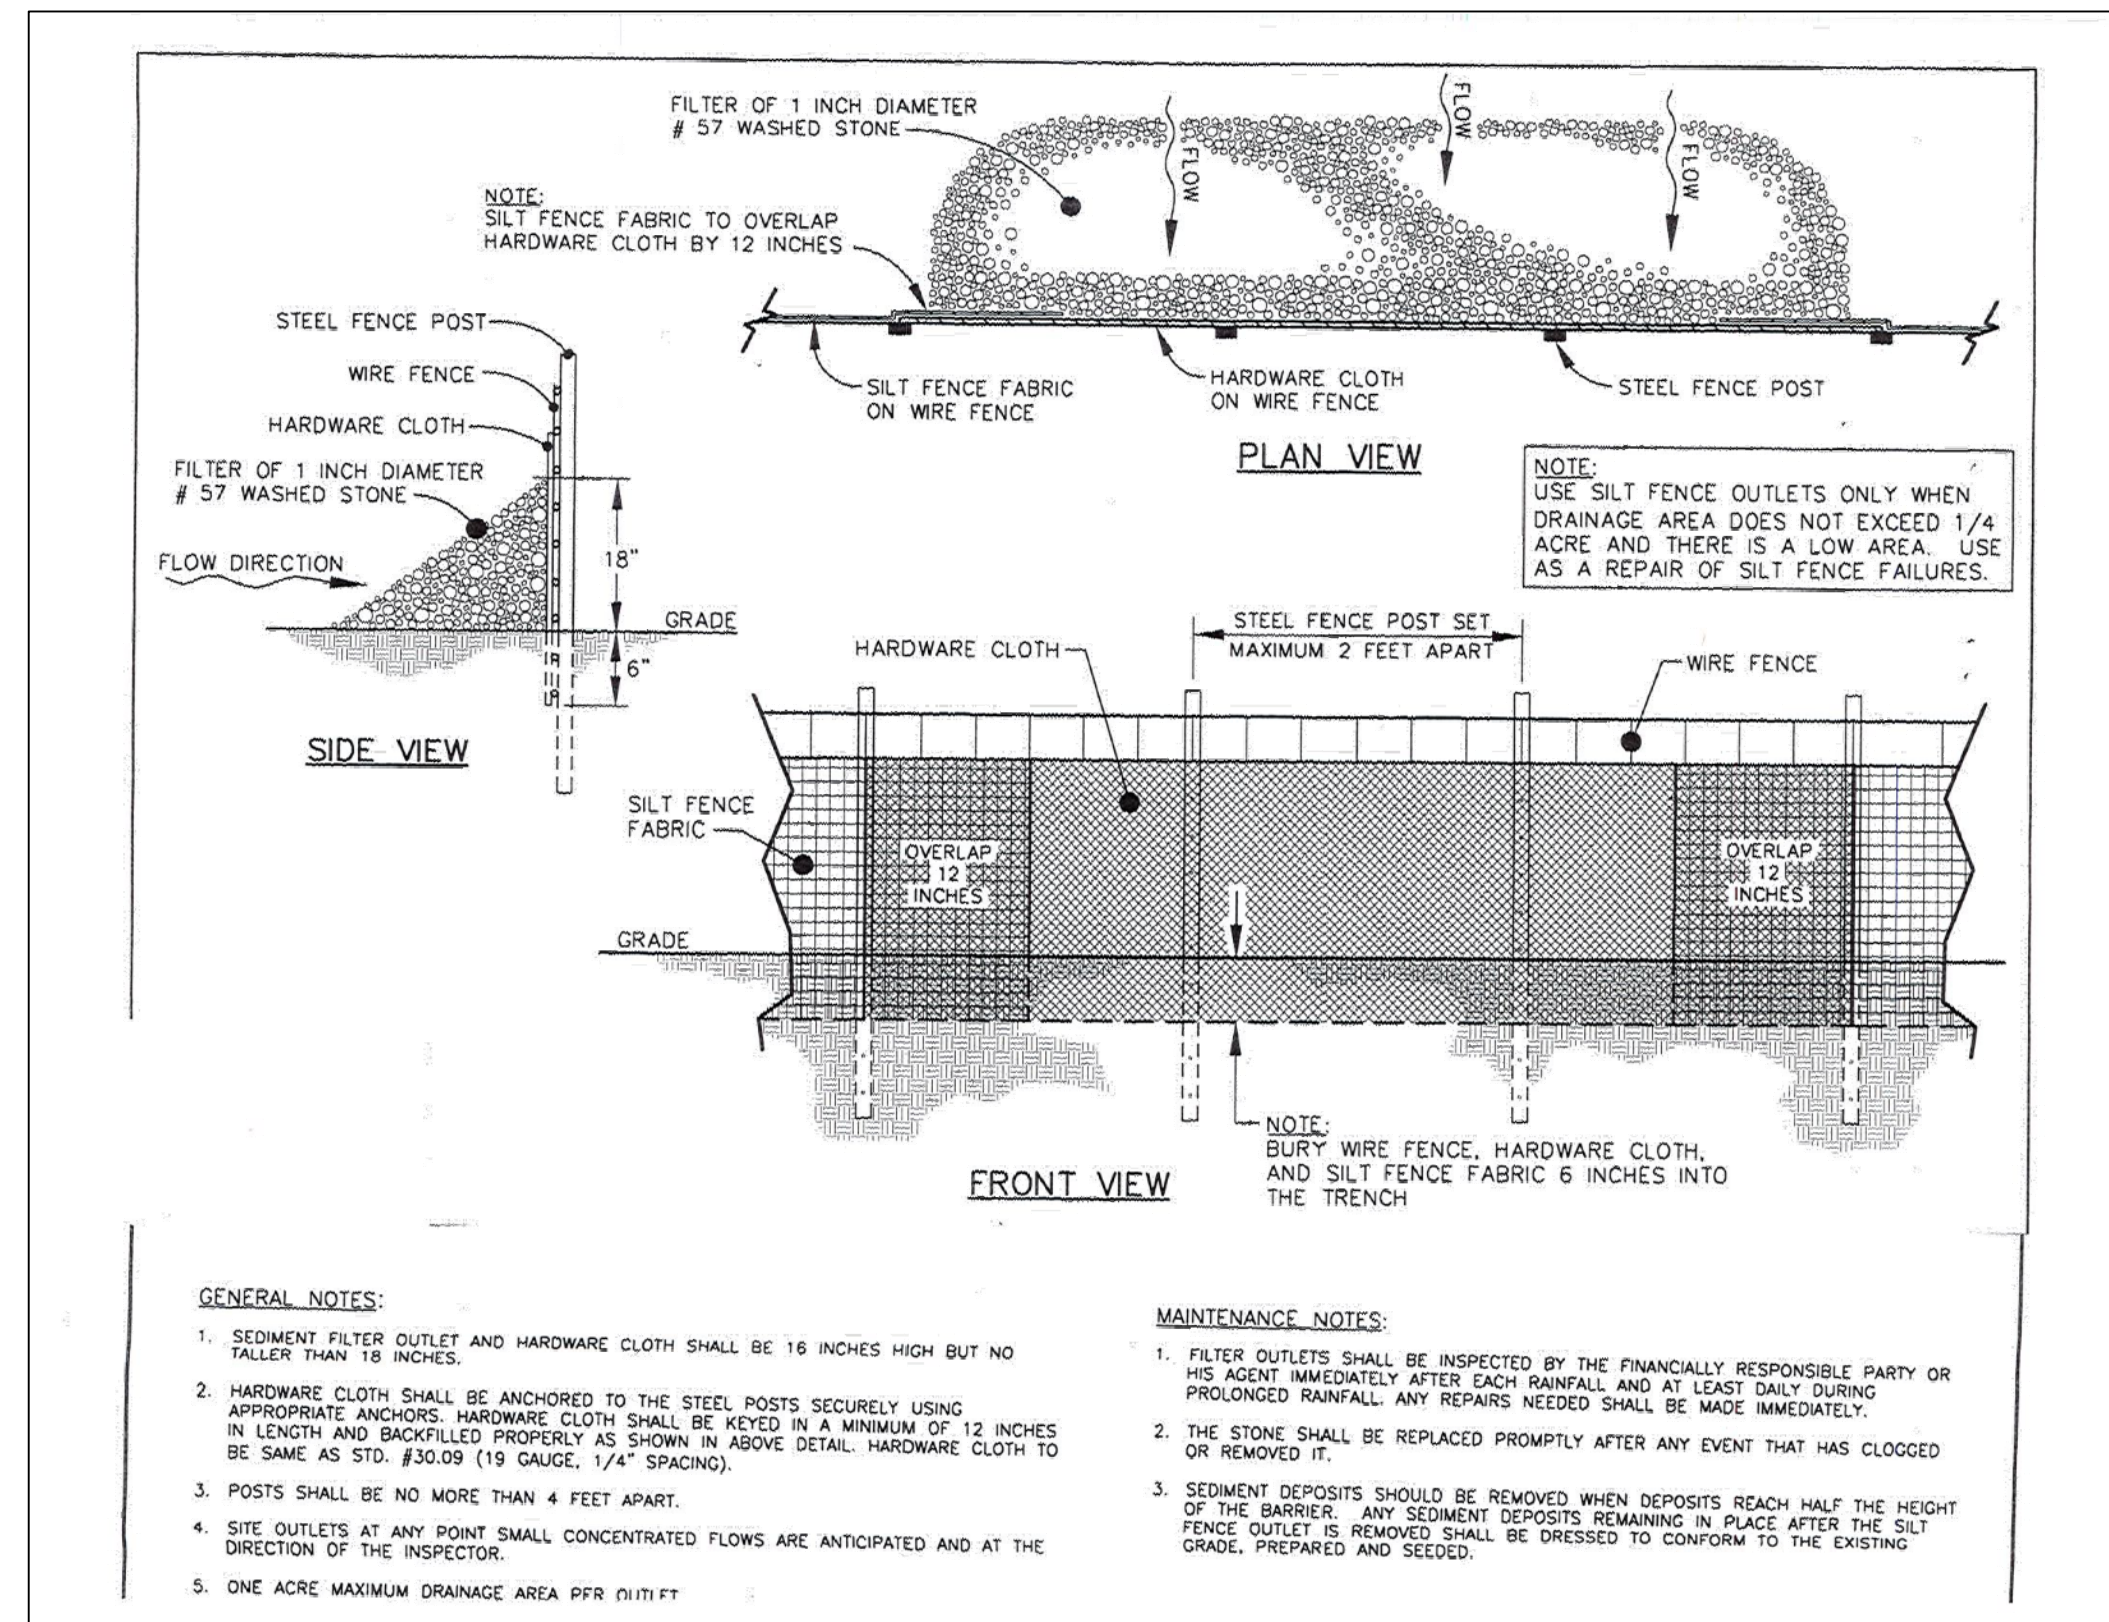 FILTER OF 1 INCH DIAMETER
# 57 WASHED STONE
FLOW
FLOW
FLOW
NOTE:
SILT FENCE FABRIC TO OVERLAP
HARDWARE CLOTH BY 12 INCHES
SILT FENCE FABRIC
ON WIRE FENCE
HARDWARE CLOTH
ON WIRE FENCE
STEEL FENCE POST
PLAN VIEW
STEEL FENCE POST
WIRE FENCE
HARDWARE CLOTH
FILTER OF 1 INCH DIAMETER
# 57 WASHED STONE
FLOW DIRECTION
18"
GRADE
6"
SIDE VIEW
NOTE:
USE SILT FENCE OUTLETS ONLY WHEN
DRAINAGE AREA DOES NOT EXCEED 1/4
ACRE AND THERE IS A LOW AREA. USE
AS A REPAIR OF SILT FENCE FAILURES.
STEEL FENCE POST SET
MAXIMUM 2 FEET APART
HARDWARE CLOTH
WIRE FENCE
SILT FENCE
FABRIC
OVERLAP
12
INCHES
OVERLAP
12
INCHES
GRADE
NOTE:
BURY WIRE FENCE, HARDWARE CLOTH,
AND SILT FENCE FABRIC 6 INCHES INTO
THE TRENCH
FRONT VIEW
GENERAL NOTES:
1. SEDIMENT FILTER OUTLET AND HARDWARE CLOTH SHALL BE 16 INCHES HIGH BUT NO
TALLER THAN 18 INCHES.
2. HARDWARE CLOTH SHALL BE ANCHORED TO THE STEEL POSTS SECURELY USING
APPROPRIATE ANCHORS. HARDWARE CLOTH SHALL BE KEYED IN A MINIMUM OF 12 INCHES
IN LENGTH AND BACKFILLED PROPERLY AS SHOWN IN ABOVE DETAIL. HARDWARE CLOTH TO
BE SAME AS STD. #30.09 (19 GAUGE, 1/4" SPACING).
3. POSTS SHALL BE NO MORE THAN 4 FEET APART.
4. SITE OUTLETS AT ANY POINT SMALL CONCENTRATED FLOWS ARE ANTICIPATED AND AT THE
DIRECTION OF THE INSPECTOR.
5. ONE ACRE MAXIMUM DRAINAGE AREA PER OUTLET
MAINTENANCE NOTES:
1. FILTER OUTLETS SHALL BE INSPECTED BY THE FINANCIALLY RESPONSIBLE PARTY OR
HIS AGENT IMMEDIATELY AFTER EACH RAINFALL AND AT LEAST DAILY DURING
PROLONGED RAINFALL. ANY REPAIRS NEEDED SHALL BE MADE IMMEDIATELY.
2. THE STONE SHALL BE REPLACED PROMPTLY AFTER ANY EVENT THAT HAS CLOGGED
OR REMOVED IT.
3. SEDIMENT DEPOSITS SHOULD BE REMOVED WHEN DEPOSITS REACH HALF THE HEIGHT
OF THE BARRIER. ANY SEDIMENT DEPOSITS REMAINING IN PLACE AFTER THE SILT
FENCE OUTLET IS REMOVED SHALL BE DRESSED TO CONFORM TO THE EXISTING
GRADE, PREPARED AND SEEDED.